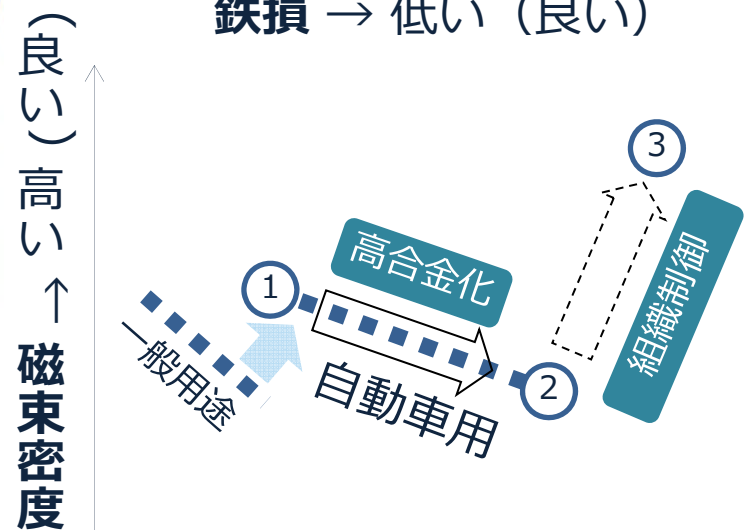 鉄損 → 低い（良い）
磁束密度 → 高い（良い）
①
高合金化
一般用途
自動車用
②
③
組織制御